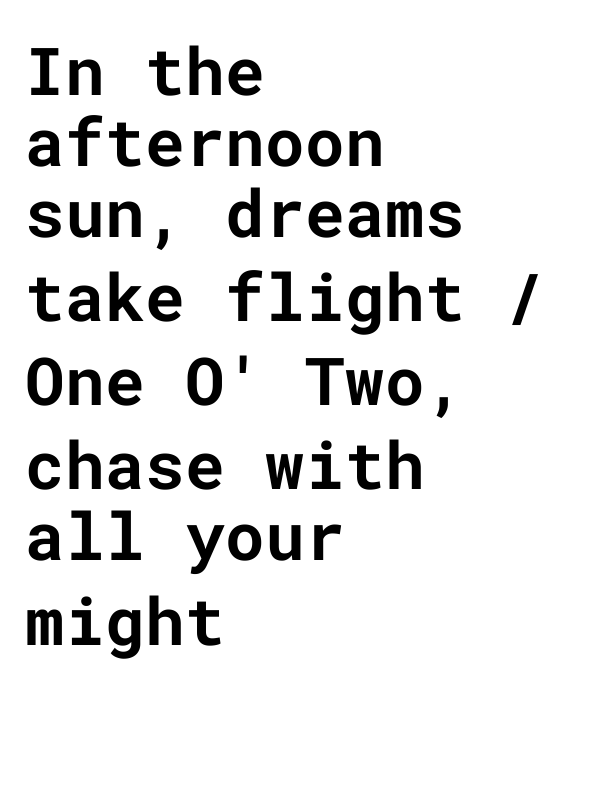 In the
afternoon
sun, dreams
take flight /
One O' Two,
chase with
all your
might